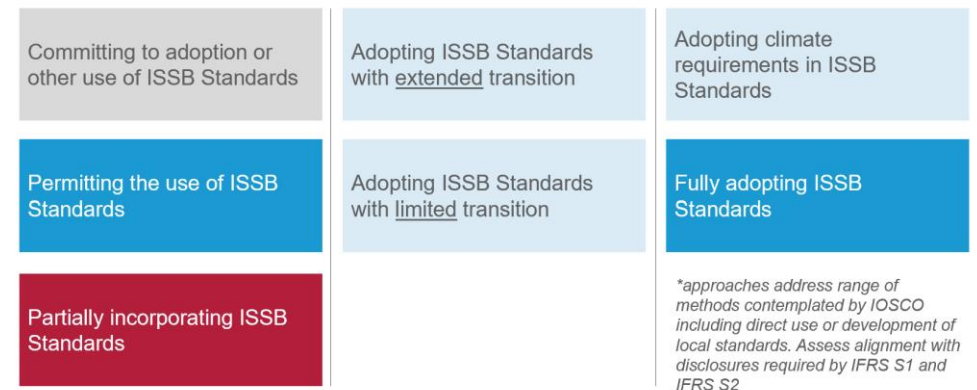 Committing to adoption or
other use of ISSB Standards
Adopting ISSB Standards
with extended transition
Adopting climate
requirements in ISSB
Standards
Permitting the use of ISSB
Standards
Adopting ISSB Standards
with limited transition
Fully adopting ISSB
Standards
Partially incorporating ISSB
Standards
*approaches address range of
methods contemplated by IOSCO
including direct use or development of
local standards. Assess alignment with
disclosures required by IFRS S1 and
IFRS S2